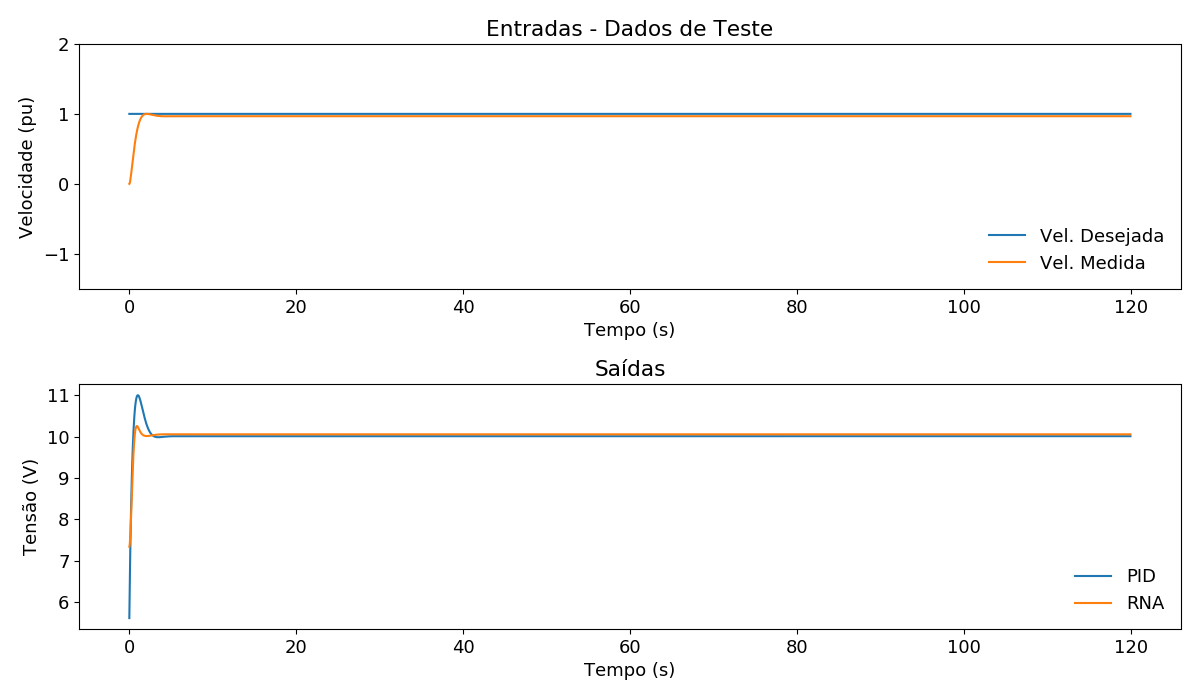 Entradas - Dados de Teste
2
1
0
−1
Velocidade (pu)
Vel. Desejada
Vel. Medida
0 20 40 60 80 100 120
Tempo (s)
Saídas
11
10
9
8
7
6
Tensão (V)
PID
RNA
0 20 40 60 80 100 120
Tempo (s)